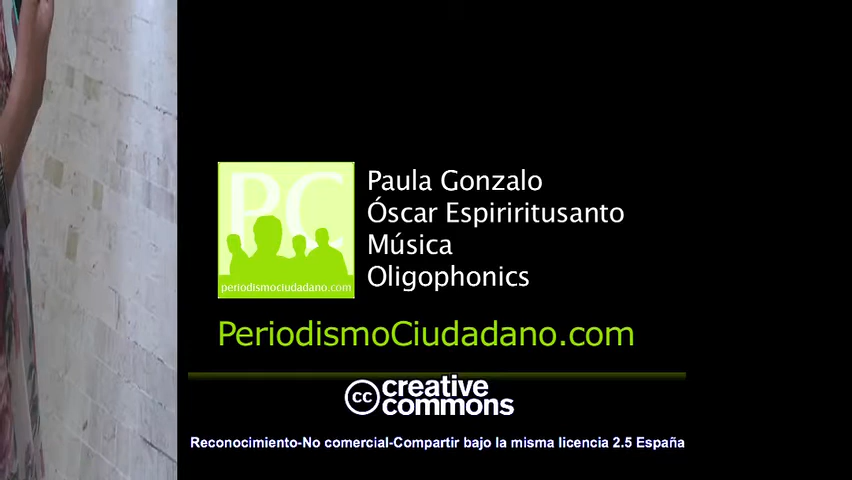 PC
periodismociudadano.com
Paula Gonzalo
Óscar Espiriritusanto
Música
Oligophonics
PeriodismoCiudadano.com
cc creative commons
Reconocimiento-No comercial-Compartir bajo la misma licencia 2.5 España